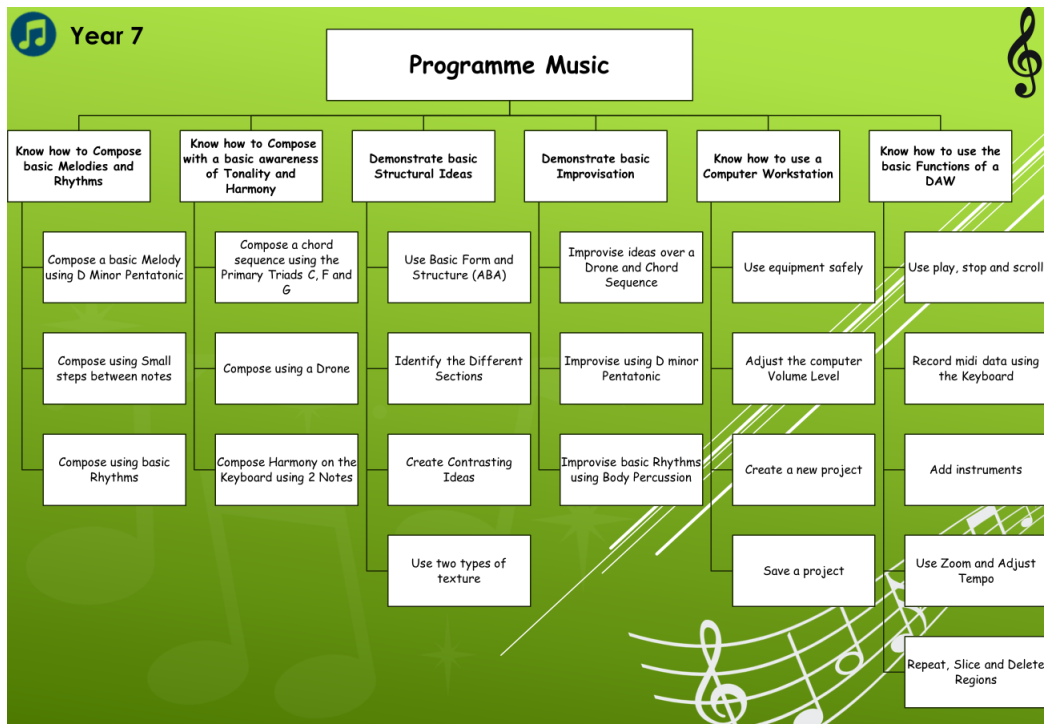 Year 7
Programme Music
Know how to Compose
basic Melodies and
Rhythms
Compose a basic Melody
using D Minor Pentatonic
Compose using Small
steps between notes
Compose using basic
Rhythms
Know how to Compose
with a basic awareness
of Tonality and
Harmony
Compose a chord
sequence using the
Primary Triads C, F and
G
Compose using a Drone
Compose Harmony on the
Keyboard using 2 Notes
Demonstrate basic
Structural Ideas
Use Basic Form and
Structure (ABA)
Identify the Different
Sections
Create Contrasting
Ideas
Use two types of
texture
Demonstrate basic
Improvisation
Improvise ideas over a
Drone and Chord
Sequence
Improvise using D minor
Pentatonic
Improvise basic Rhythms
using Body Percussion
Know how to use a
Computer Workstation
Use equipment safely
Adjust the computer
Volume Level
Create a new project
Save a project
Know how to use the
basic Functions of a
DAW
Use play, stop and scroll
Record midi data using
the Keyboard
Add instruments
Use Zoom and Adjust
Tempo
Repeat, Slice and Delete
Regions